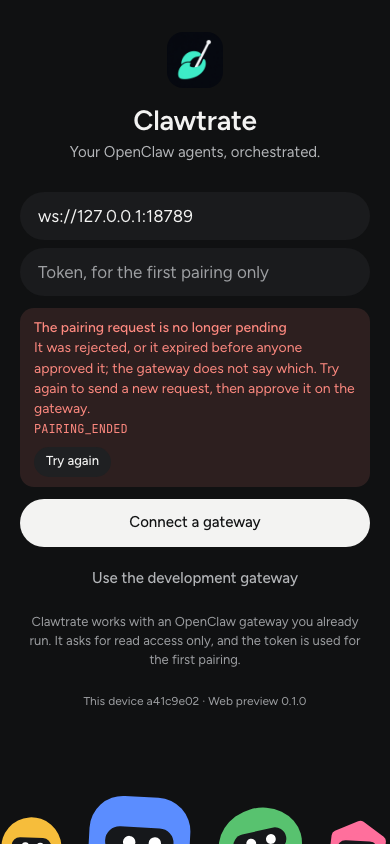 Clawtrate
Your OpenClaw agents, orchestrated.
ws://127.0.0.1:18789
Token, for the first pairing only
The pairing request is no longer pending
It was rejected, or it expired before anyone
approved it; the gateway does not say which. Try
again to send a new request, then approve it on the
gateway.
PAIRING_ENDED
Try again
Connect a gateway
Use the development gateway
Clawtrate works with an OpenClaw gateway you already
run. It asks for read access only, and the token is used for
the first pairing.
This device a41c9e02 · Web preview 0.1.0